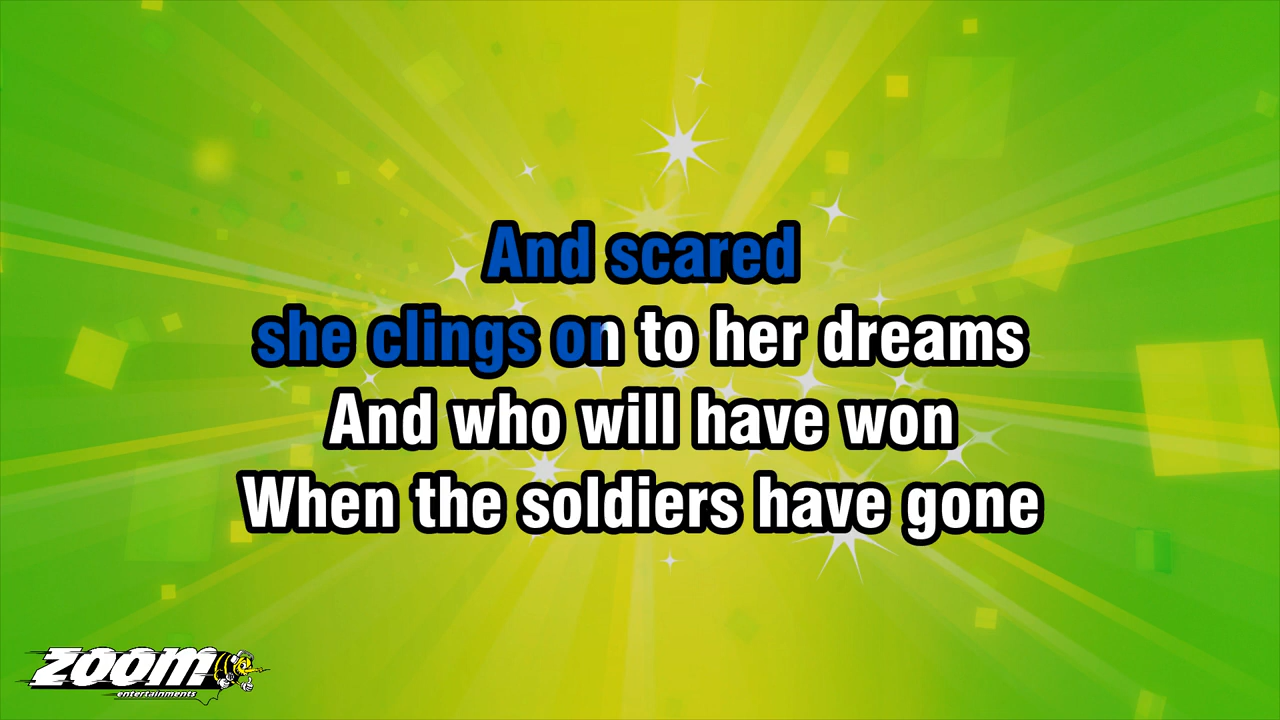 And scared
she clings on to her dreams
And who will have won
When the soldiers have gone
zoom
entertainments